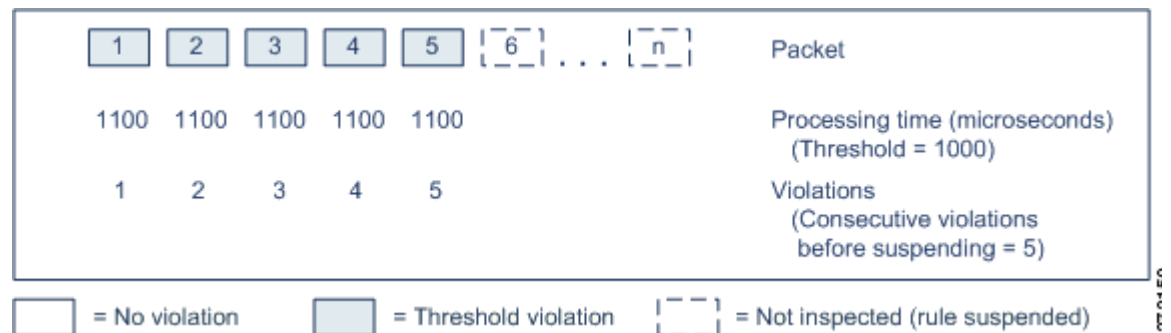 1 2 3 4 5 6 . . . n Packet
1100 1100 1100 1100 1100 Processing time (microseconds)
(Threshold = 1000)
1 2 3 4 5 Violations
(Consecutive violations
before suspending = 5)
= No violation = Threshold violation = Not inspected (rule suspended)